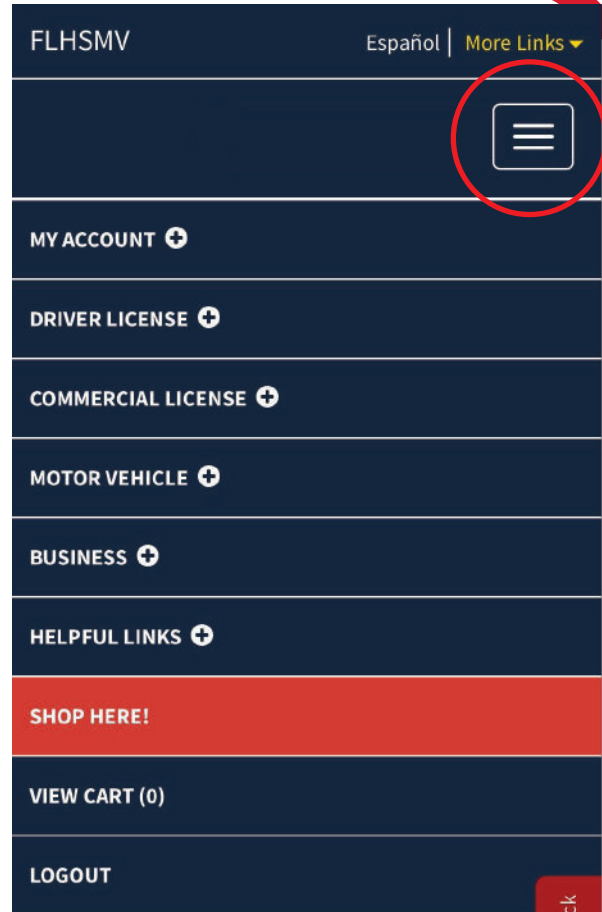 FLHSMV Español | More Links
MY ACCOUNT
DRIVER LICENSE
COMMERCIAL LICENSE
MOTOR VEHICLE
BUSINESS
HELPFUL LINKS
SHOP HERE!
VIEW CART (0)
LOGOUT